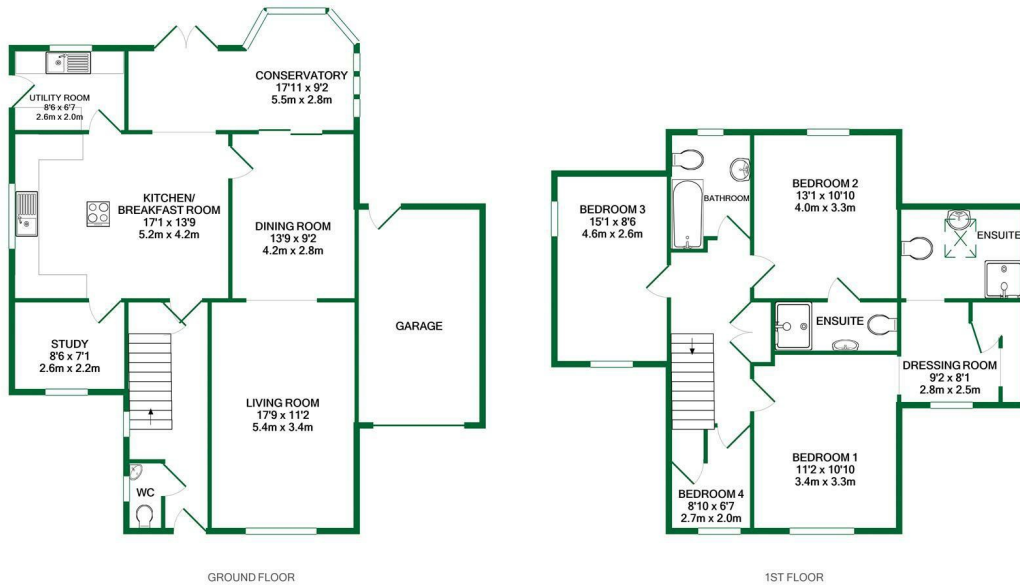 CONSERVATORY
17'11 x 9'2
5.5m x 2.8m
UTILITY ROOM
8'6 x 6'7
2.6m x 2.0m
KITCHEN/
BREAKFAST ROOM
17'1 x 13'9
5.2m x 4.2m
DINING ROOM
13'9 x 9'2
4.2m x 2.8m
GARAGE
STUDY
8'6 x 7'1
2.6m x 2.2m
LIVING ROOM
17'9 x 11'2
5.4m x 3.4m
WC
GROUND FLOOR
BEDROOM 2
13'1 x 10'10
4.0m x 3.3m
BATHROOM
BEDROOM 3
15'1 x 8'6
4.6m x 2.6m
ENSUITE
ENSUITE
DRESSING ROOM
9'2 x 8'1
2.8m x 2.5m
BEDROOM 1
11'2 x 10'10
3.4m x 3.3m
BEDROOM 4
8'10 x 6'7
2.7m x 2.0m
1ST FLOOR